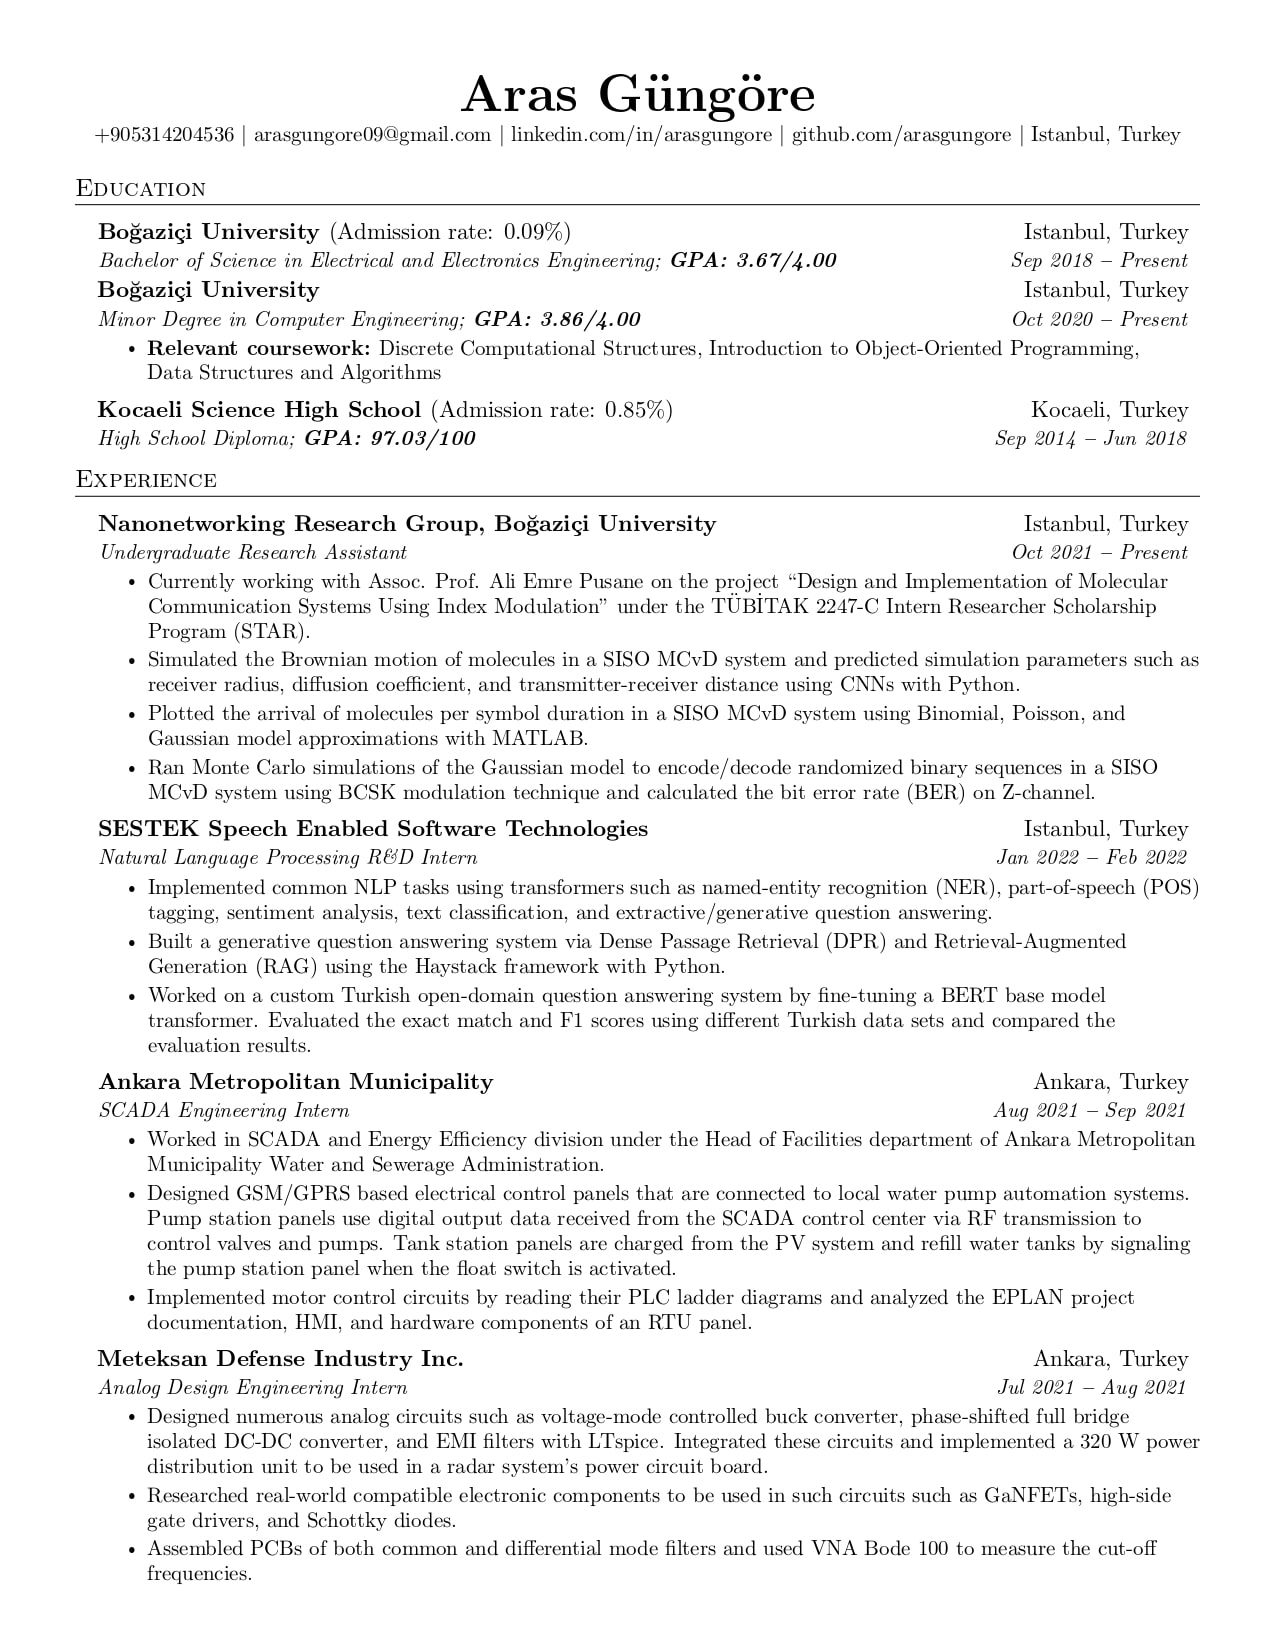 Aras Güngöre
+905314204536 | arasgungore09@gmail.com | linkedin.com/in/arasgungore | github.com/arasgungore | Istanbul, Turkey
Education
Boğaziçi University (Admission rate: 0.09%) Istanbul, Turkey
Bachelor of Science in Electrical and Electronics Engineering; GPA: 3.67/4.00 Sep 2018 – Present
Boğaziçi University Istanbul, Turkey
Minor Degree in Computer Engineering; GPA: 3.86/4.00 Oct 2020 – Present
• Relevant coursework: Discrete Computational Structures, Introduction to Object-Oriented Programming,
Data Structures and Algorithms
Kocaeli Science High School (Admission rate: 0.85%) Kocaeli, Turkey
High School Diploma; GPA: 97.03/100 Sep 2014 – Jun 2018
Experience
Nanonetworking Research Group, Boğaziçi University Istanbul, Turkey
Undergraduate Research Assistant Oct 2021 – Present
• Currently working with Assoc. Prof. Ali Emre Pusane on the project “Design and Implementation of Molecular
Communication Systems Using Index Modulation” under the TÜBİTAK 2247-C Intern Researcher Scholarship
Program (STAR).
• Simulated the Brownian motion of molecules in a SISO MCvD system and predicted simulation parameters such as
receiver radius, diffusion coefficient, and transmitter-receiver distance using CNNs with Python.
• Plotted the arrival of molecules per symbol duration in a SISO MCvD system using Binomial, Poisson, and
Gaussian model approximations with MATLAB.
• Ran Monte Carlo simulations of the Gaussian model to encode/decode randomized binary sequences in a SISO
MCvD system using BCSK modulation technique and calculated the bit error rate (BER) on Z-channel.
SESTEK Speech Enabled Software Technologies Istanbul, Turkey
Natural Language Processing R&D Intern Jan 2022 – Feb 2022
• Implemented common NLP tasks using transformers such as named-entity recognition (NER), part-of-speech (POS)
tagging, sentiment analysis, text classification, and extractive/generative question answering.
• Built a generative question answering system via Dense Passage Retrieval (DPR) and Retrieval-Augmented
Generation (RAG) using the Haystack framework with Python.
• Worked on a custom Turkish open-domain question answering system by fine-tuning a BERT base model
transformer. Evaluated the exact match and F1 scores using different Turkish data sets and compared the
evaluation results.
Ankara Metropolitan Municipality Ankara, Turkey
SCADA Engineering Intern Aug 2021 – Sep 2021
• Worked in SCADA and Energy Efficiency division under the Head of Facilities department of Ankara Metropolitan
Municipality Water and Sewerage Administration.
• Designed GSM/GPRS based electrical control panels that are connected to local water pump automation systems.
Pump station panels use digital output data received from the SCADA control center via RF transmission to
control valves and pumps. Tank station panels are charged from the PV system and refill water tanks by signaling
the pump station panel when the float switch is activated.
• Implemented motor control circuits by reading their PLC ladder diagrams and analyzed the EPLAN project
documentation, HMI, and hardware components of an RTU panel.
Meteksan Defense Industry Inc. Ankara, Turkey
Analog Design Engineering Intern Jul 2021 – Aug 2021
• Designed numerous analog circuits such as voltage-mode controlled buck converter, phase-shifted full bridge
isolated DC-DC converter, and EMI filters with LTspice. Integrated these circuits and implemented a 320 W power
distribution unit to be used in a radar system’s power circuit board.
• Researched real-world compatible electronic components to be used in such circuits such as GaNFETs, high-side
gate drivers, and Schottky diodes.
• Assembled PCBs of both common and differential mode filters and used VNA Bode 100 to measure the cut-off
frequencies.